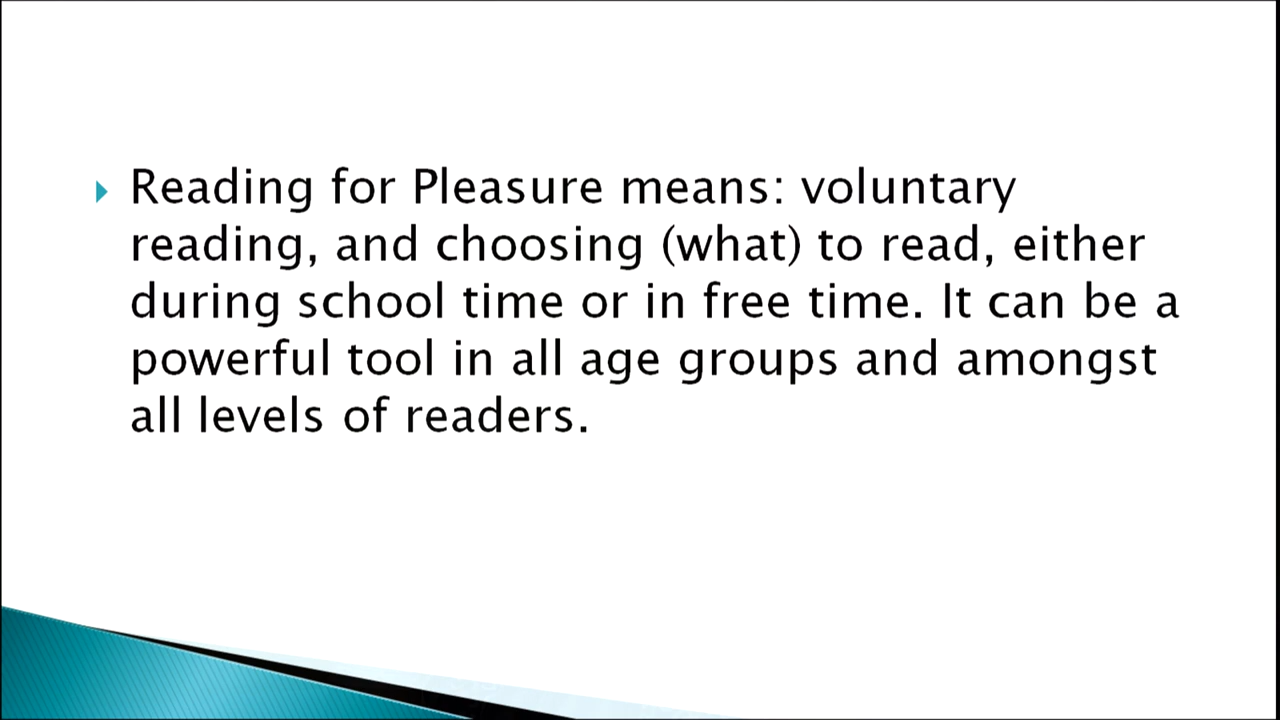 Reading for Pleasure means: voluntary
reading, and choosing (what) to read, either
during school time or in free time. It can be a
powerful tool in all age groups and amongst
all levels of readers.